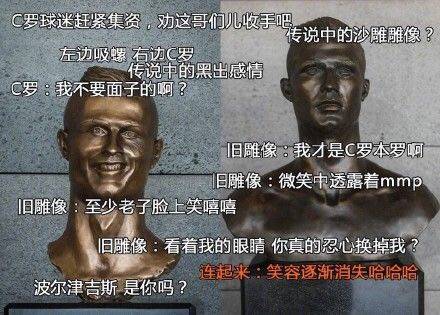 C罗球迷赶紧集资，劝这哥们儿收手吧
传说中的沙雕雕像？
左边吸螺 右边C罗
传说中的黑出感情
C罗：我不要面子的啊？
旧雕像：我才是C罗本罗啊
旧雕像：微笑中透露着mmp
旧雕像：至少老子脸上笑嘻嘻
旧雕像：看着我的眼睛 你真的忍心换掉我？
连起来：笑容逐渐消失哈哈哈
波尔津吉斯 是你吗？